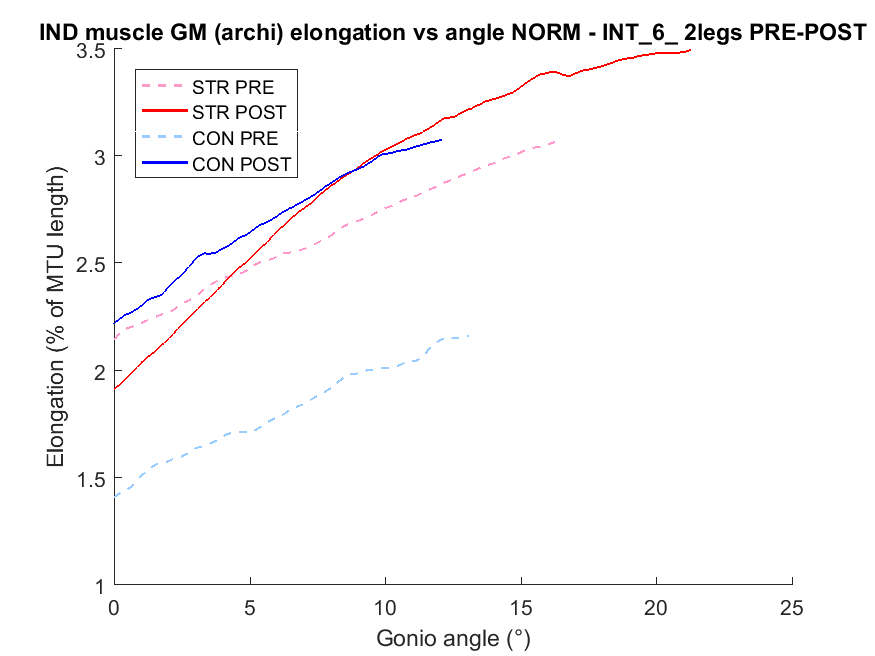 IND muscle GM (archi) elongation vs angle NORM - INT_6_ 2legs PRE-POST
3.5
STR PRE
STR POST
CON PRE
CON POST
3
2.5
2
1.5
1
Elongation (% of MTU length)
0
5
10
15
20
25
Gonio angle (°)